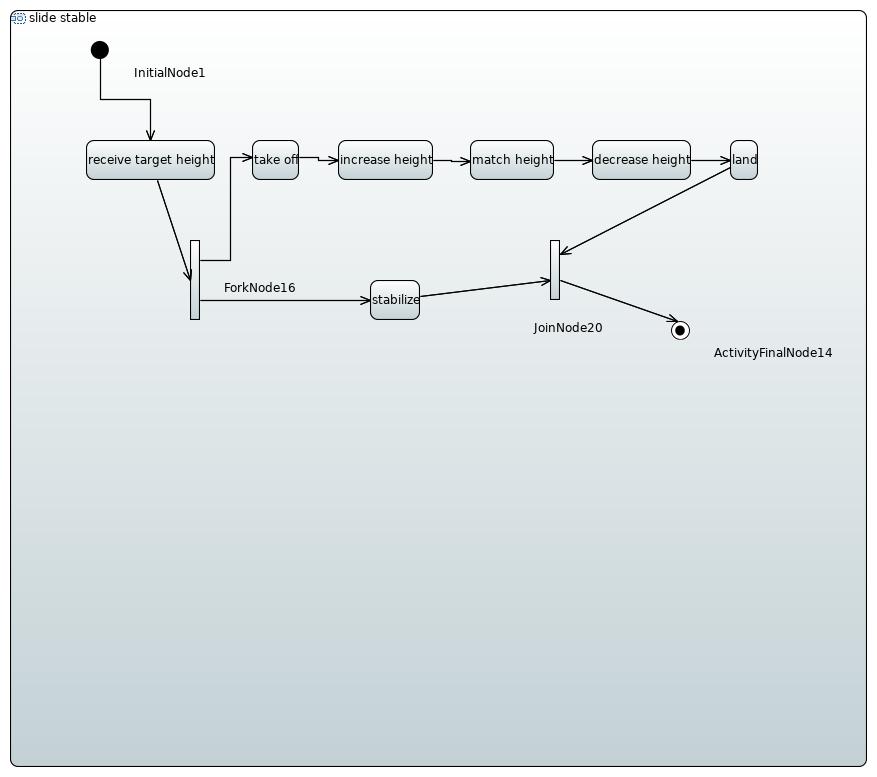 slide stable
InitialNode1
receive target height
take off
increase height
match height
decrease height
land
ForkNode16
stabilize
JoinNode20
ActivityFinalNode14